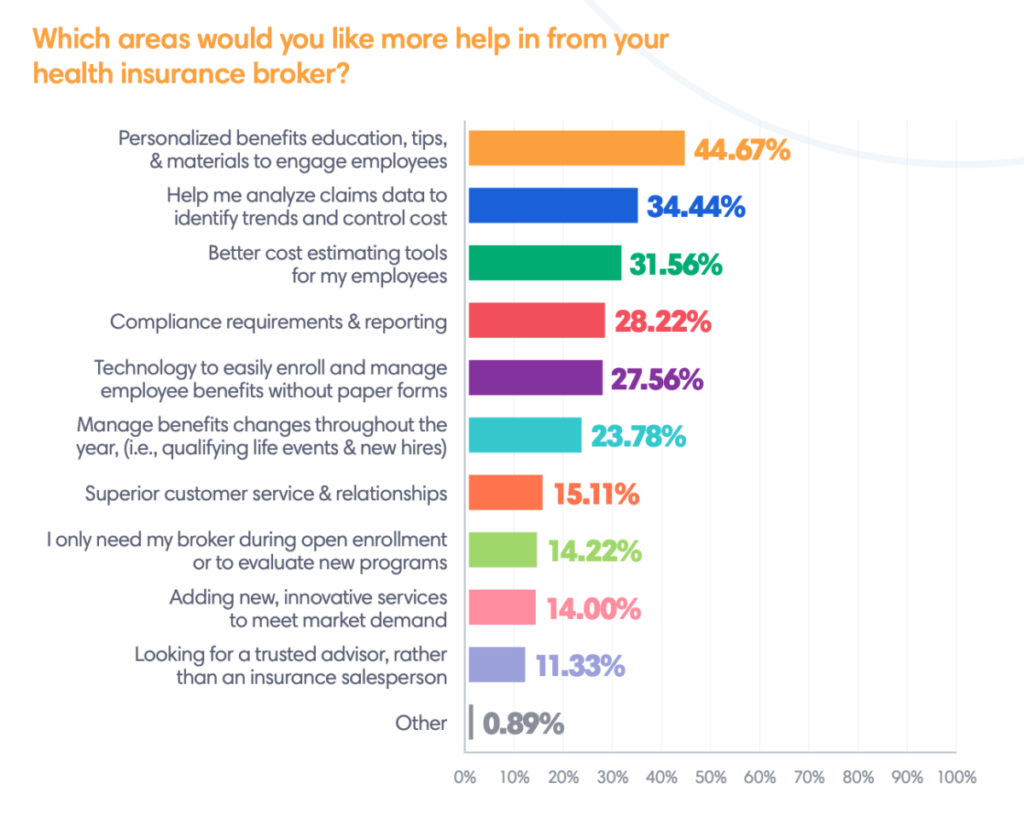 Which areas would you like more help in from your
health insurance broker?
Personalized benefits education, tips,
& materials to engage employees
44.67%
Help me analyze claims data to
identify trends and control cost
34.44%
Better cost estimating tools
for my employees
31.56%
Compliance requirements & reporting
28.22%
Technology to easily enroll and manage
employee benefits without paper forms
27.56%
Manage benefits changes throughout the
year, (i.e., qualifying life events & new hires)
23.78%
Superior customer service & relationships
15.11%
I only need my broker during open enrollment
or to evaluate new programs
14.22%
Adding new, innovative services
to meet market demand
14.00%
Looking for a trusted advisor, rather
than an insurance salesperson
11.33%
Other
0.89%
0% 10% 20% 30% 40% 50% 60% 70% 80% 90% 100%